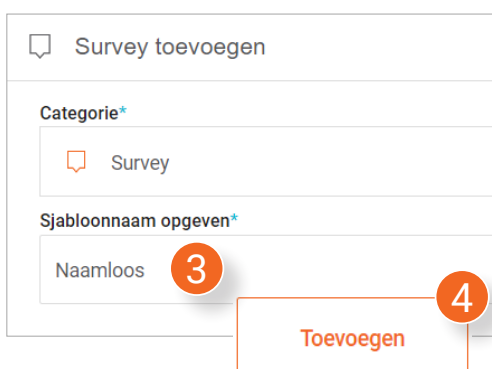 Survey toevoegen
Categorie*
Survey
Sjabloonnaam opgeven*
Naamloos 3
4
Toevoegen